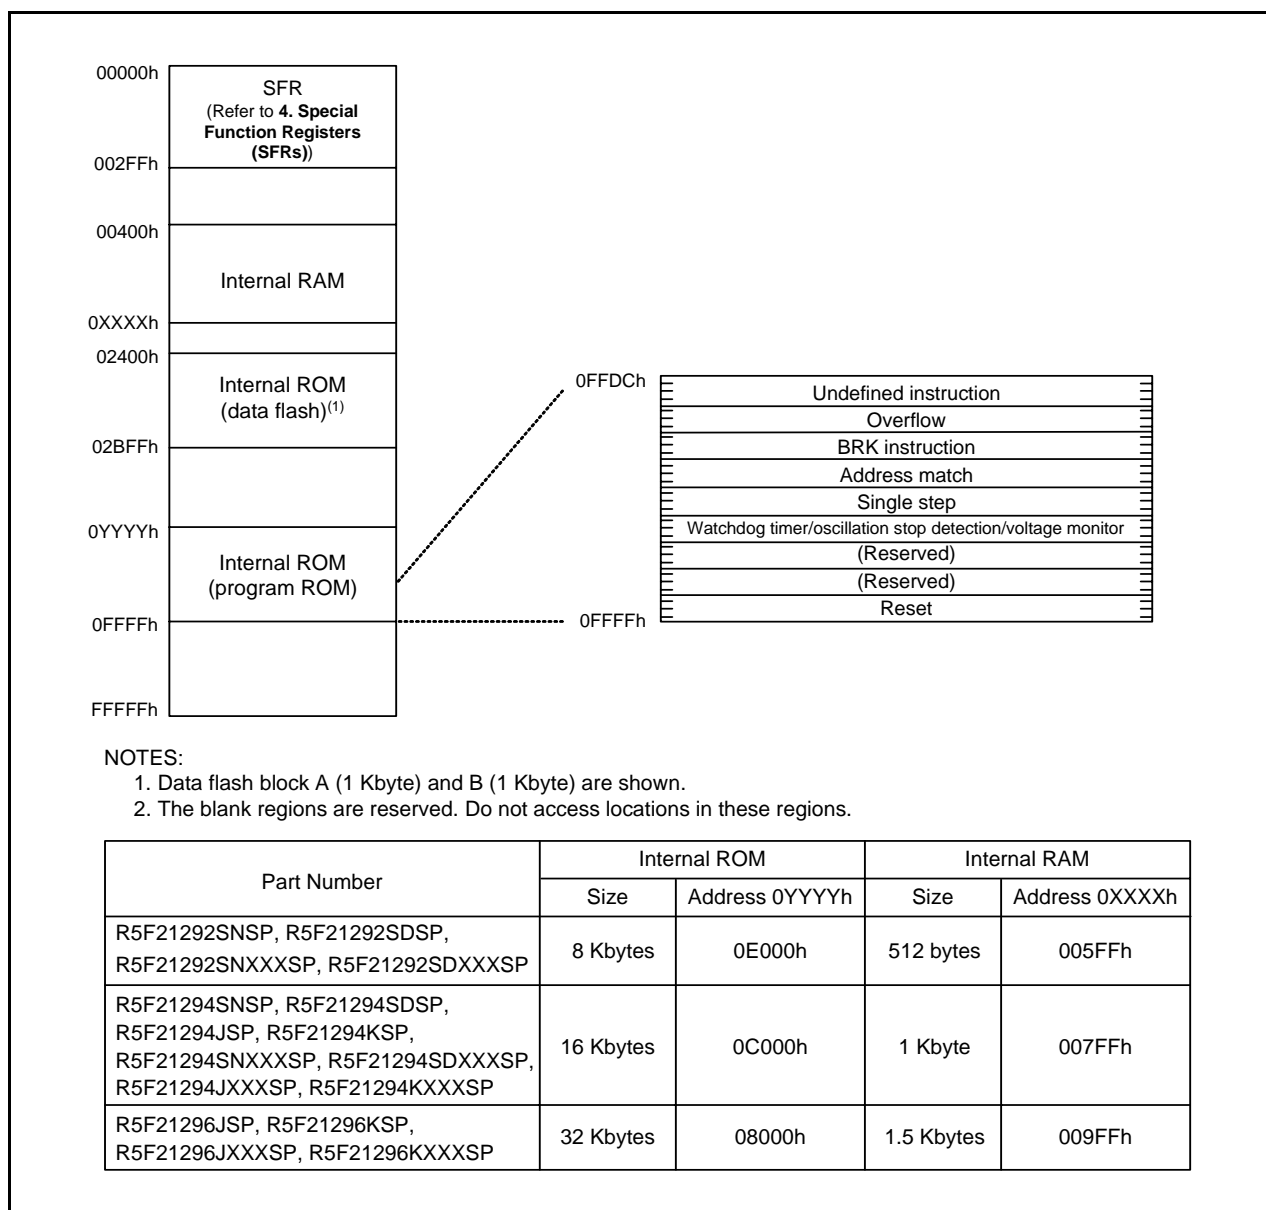 00000h
SFR
(Refer to 4. Special
Function Registers
(SFRs))
002FFh
00400h
Internal RAM
0XXXXh
02400h
Internal ROM
(data flash)(1)
02BFFh
0YYYYh
Internal ROM
(program ROM)
0FFFFh
FFFFFh
0FFDCh
Undefined instruction
Overflow
BRK instruction
Address match
Single step
Watchdog timer/oscillation stop detection/voltage monitor
(Reserved)
(Reserved)
Reset
0FFFFh
NOTES:
1. Data flash block A (1 Kbyte) and B (1 Kbyte) are shown.
2. The blank regions are reserved. Do not access locations in these regions.
Part Number
Internal ROM
Internal RAM
Size
Address 0YYYYh
Size
Address 0XXXXh
R5F21292SNSP, R5F21292SDSP,
R5F21292SNXXXSP, R5F21292SDXXXSP
8 Kbytes
0E000h
512 bytes
005FFh
R5F21294SNSP, R5F21294SDSP,
R5F21294JSP, R5F21294KSP,
R5F21294SNXXXSP, R5F21294SDXXXSP,
R5F21294JXXXSP, R5F21294KXXXSP
16 Kbytes
0C000h
1 Kbyte
007FFh
R5F21296JSP, R5F21296KSP,
R5F21296JXXXSP, R5F21296KXXXSP
32 Kbytes
08000h
1.5 Kbytes
009FFh